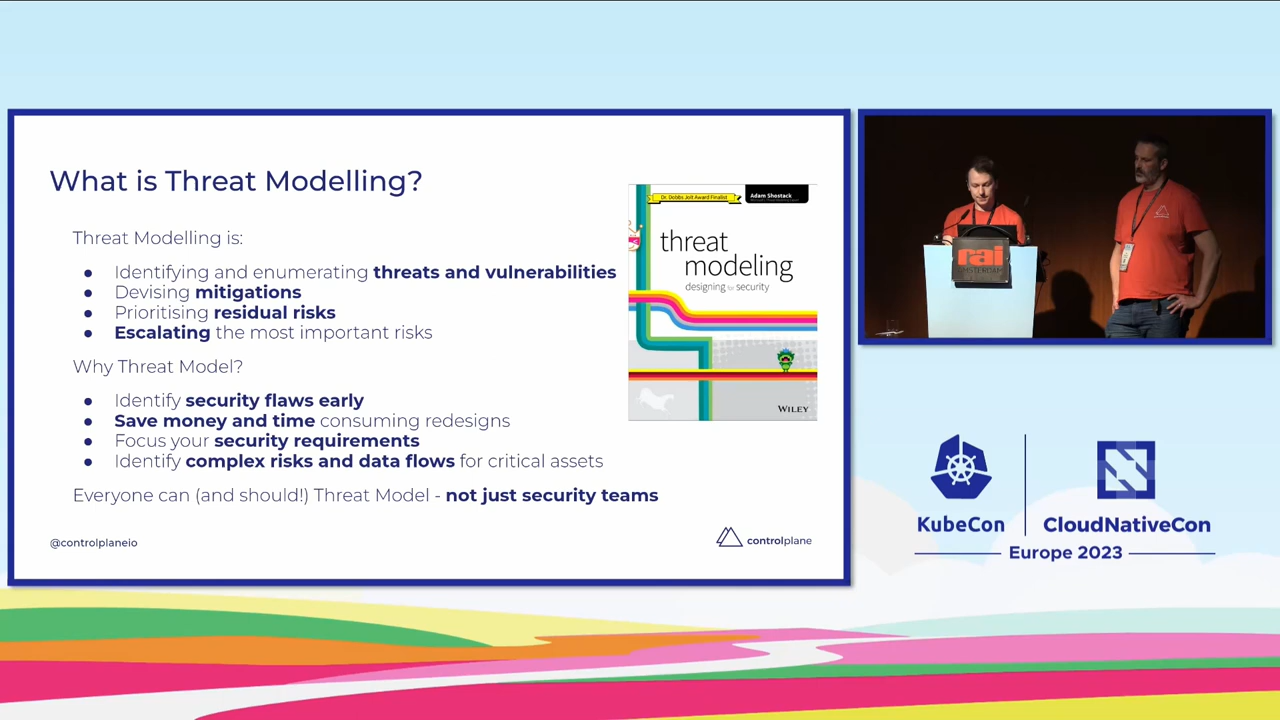 What is Threat Modelling?
Threat Modelling is:
● Identifying and enumerating threats and vulnerabilities
● Devising mitigations
● Prioritising residual risks
● Escalating the most important risks
Why Threat Model?
● Identify security flaws early
● Save money and time consuming redesigns
● Focus your security requirements
● Identify complex risks and data flows for critical assets
Everyone can (and should!) Threat Model - not just security teams
@controlplaneio
controlplane
Dr. Dobbs Jolt Award Finalist
Adam Shostack
threat
modeling
designing for security
WILEY
rai
AMSTERDAM
KubeCon
CloudNativeCon
Europe 2023